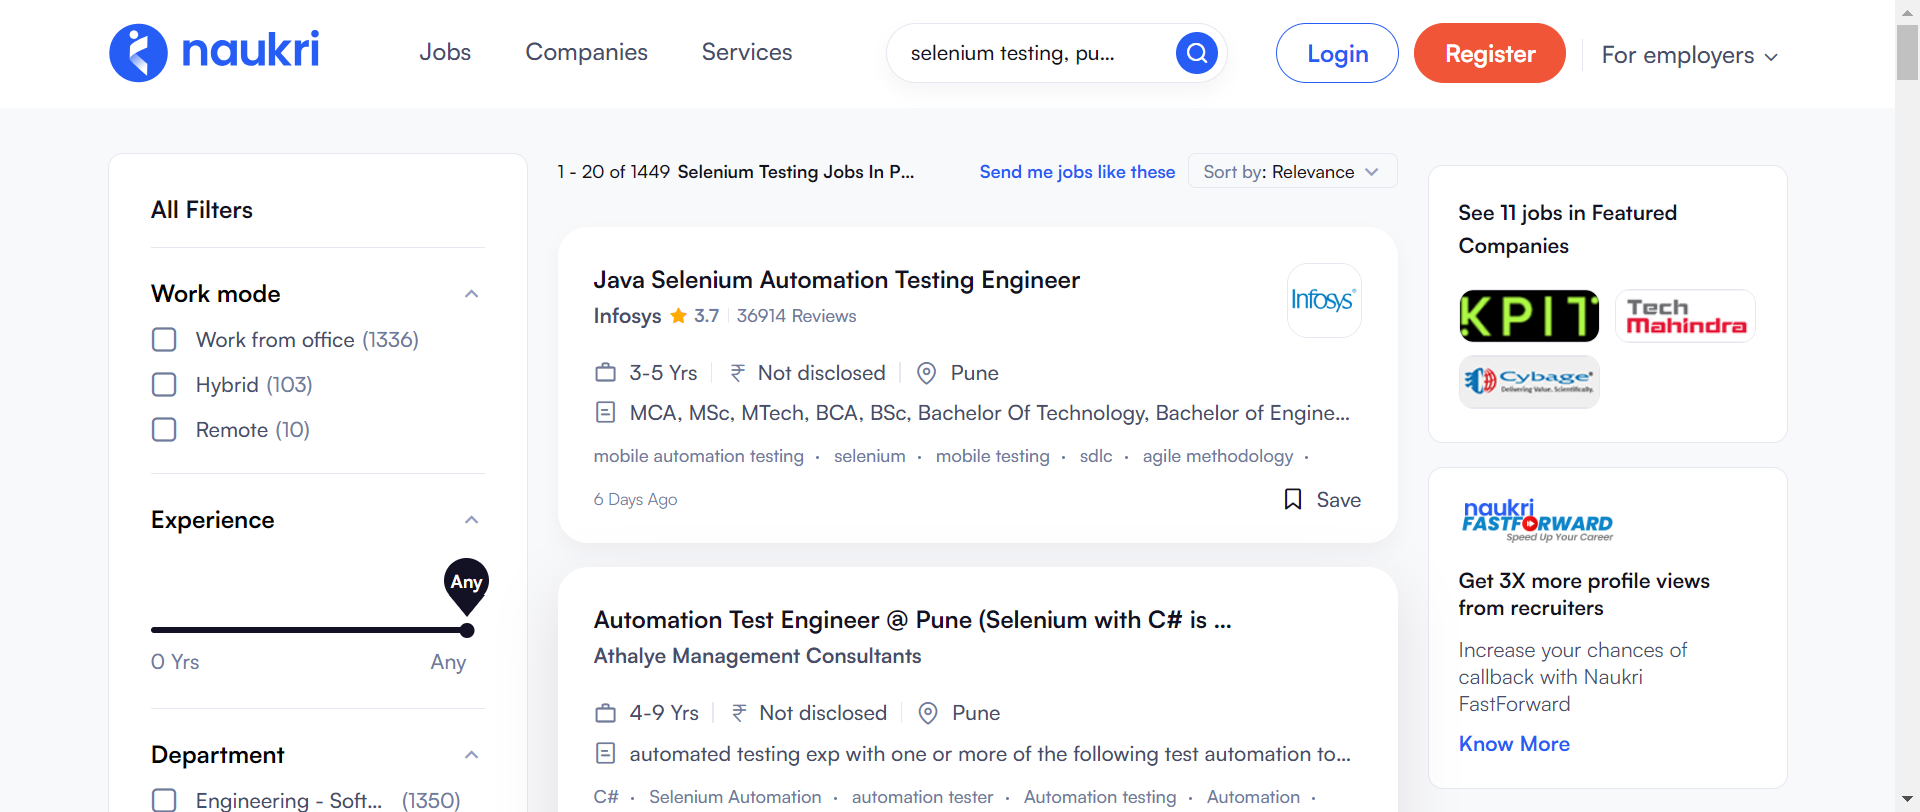 naukri
Jobs
Companies
Services
selenium testing, pu...
Login
Register
For employers
All Filters
Work mode
Work from office (1336)
Hybrid (103)
Remote (10)
Experience
Any
0 Yrs
Any
Department
Engineering - Soft... (1350)
1 - 20 of 1449 Selenium Testing Jobs In P...
Send me jobs like these
Sort by: Relevance
Java Selenium Automation Testing Engineer
Infosys 3.7 36914 Reviews
Infosys
3-5 Yrs ₹ Not disclosed Pune
MCA, MSc, MTech, BCA, BSc, Bachelor Of Technology, Bachelor of Engine...
mobile automation testing · selenium · mobile testing · sdlc · agile methodology ·
6 Days Ago
Save
Automation Test Engineer @ Pune (Selenium with C# is ...
Athalye Management Consultants
4-9 Yrs ₹ Not disclosed Pune
automated testing exp with one or more of the following test automation to...
C# · Selenium Automation · automation tester · Automation testing · Automation ·
See 11 jobs in Featured
Companies
KPIT
Tech
Mahindra
Cybage
Delivering Value. Scientifically.
naukri
FASTFORWARD
Speed Up Your Career
Get 3X more profile views
from recruiters
Increase your chances of
callback with Naukri
FastForward
Know More